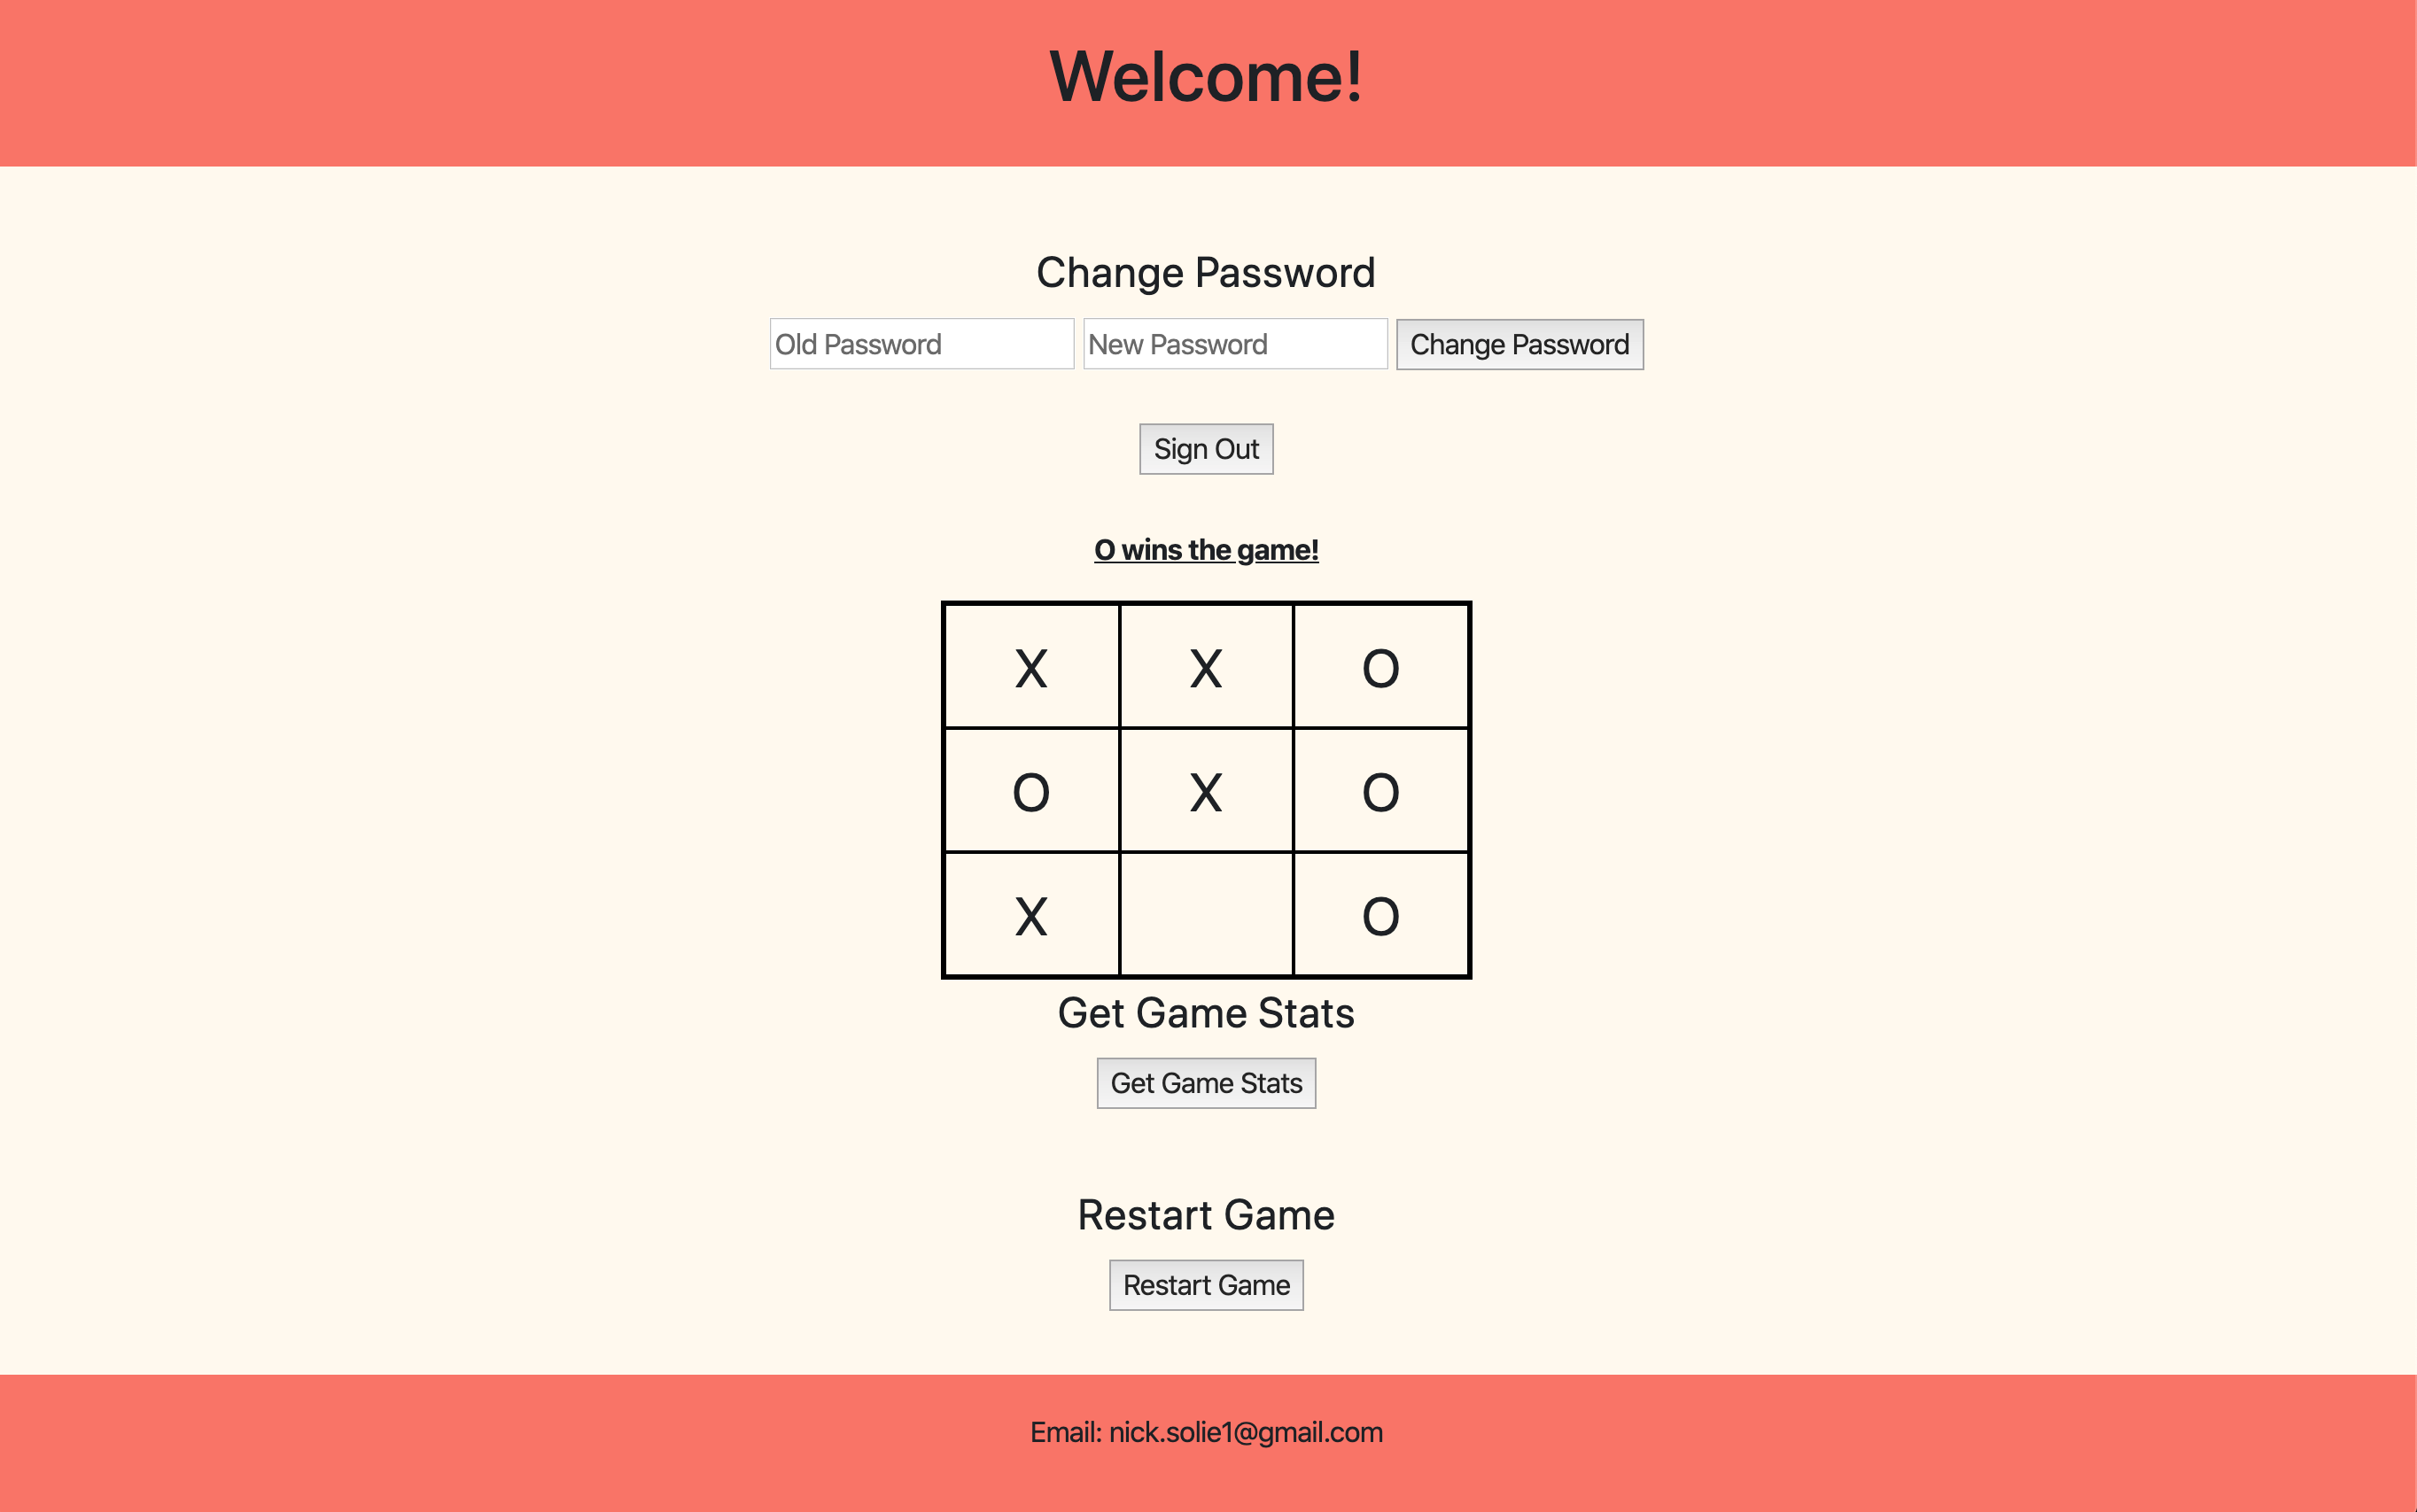 Welcome!
Change Password
Old Password New Password Change Password
Sign Out
O wins the game!
X X O
O X O
X O
Get Game Stats
Get Game Stats
Restart Game
Restart Game
Email: nick.solie1@gmail.com